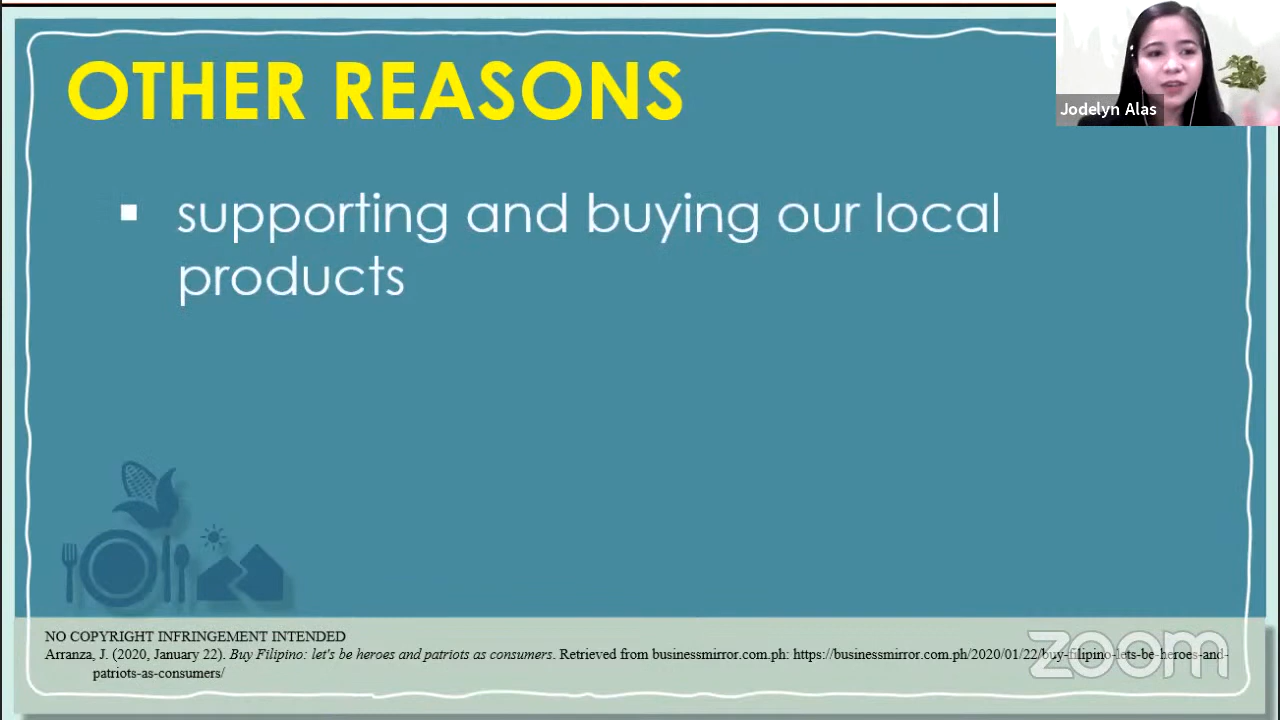 OTHER REASONS
Jodelyn Alas
▪ supporting and buying our local
products
NO COPYRIGHT INFRINGEMENT INTENDED
Arranza, J. (2020, January 22). Buy Filipino: let's be heroes and patriots as consumers. Retrieved from businessmirror.com.ph: https://businessmirror.com.ph/2020/01/22/buy-filipino-lets-be-heroes-and-
patriots-as-consumers/
zoom